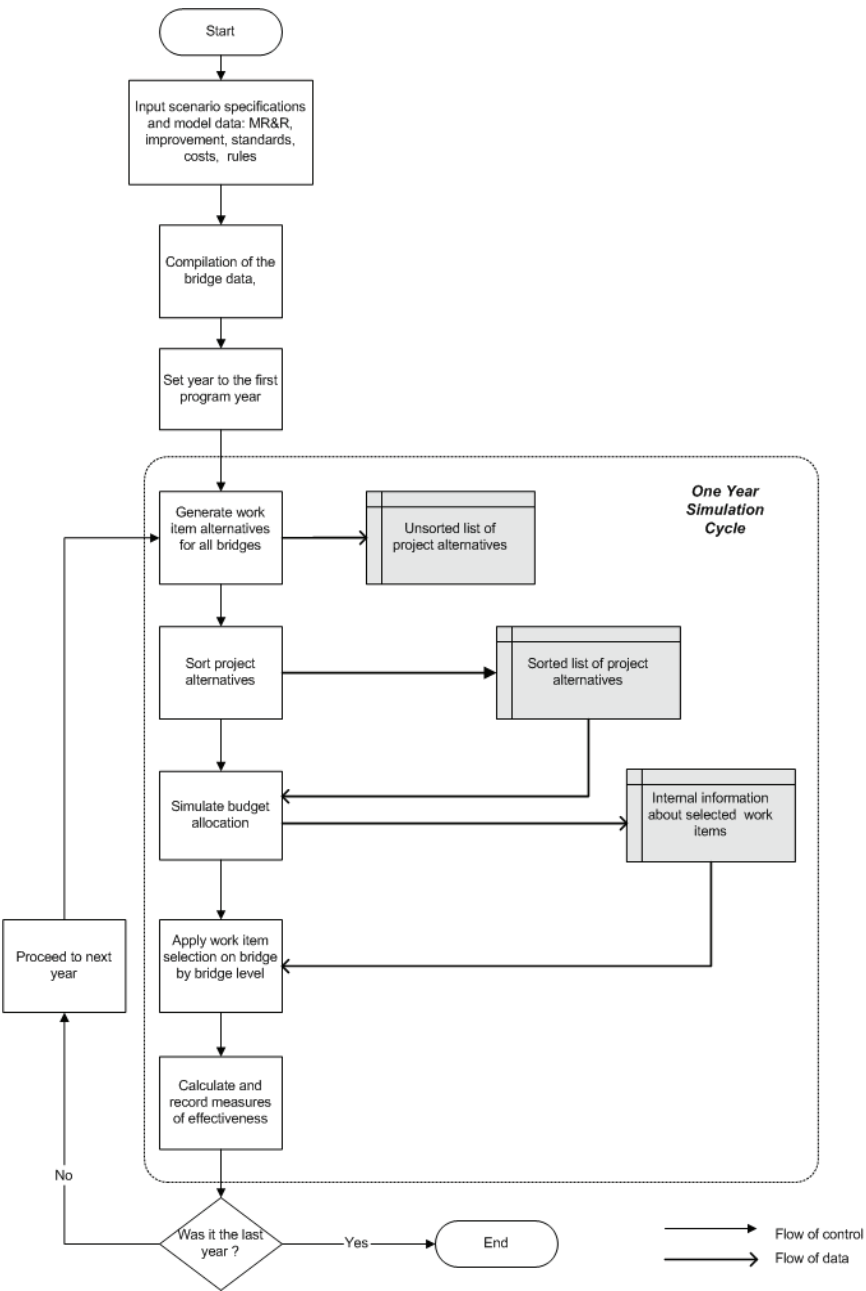 Start
Input scenario specifications
and model data: MR&R,
improvement, standards,
costs,  rules
Compilation of the
bridge data,
Set year to the first
program year
One Year
Simulation
Cycle
Generate work
item alternatives
for all bridges
Unsorted list of
project alternatives
Sort project
alternatives
Sorted list of project
alternatives
Simulate budget
allocation
Internal information
about selected  work
items
Proceed to next
year
Apply work item
selection on bridge
by bridge level
Calculate and
record measures
of effectiveness
No
Was it the last
year ?
Yes
End
Flow of control
Flow of data